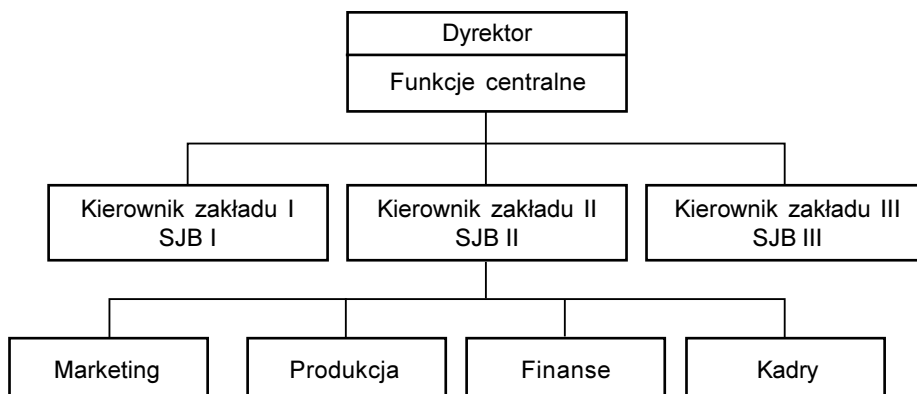 Dyrektor
Funkcje centralne
Kierownik zakładu I
SJB I
Kierownik zakładu II
SJB II
Kierownik zakładu III
SJB III
Marketing
Produkcja
Finanse
Kadry